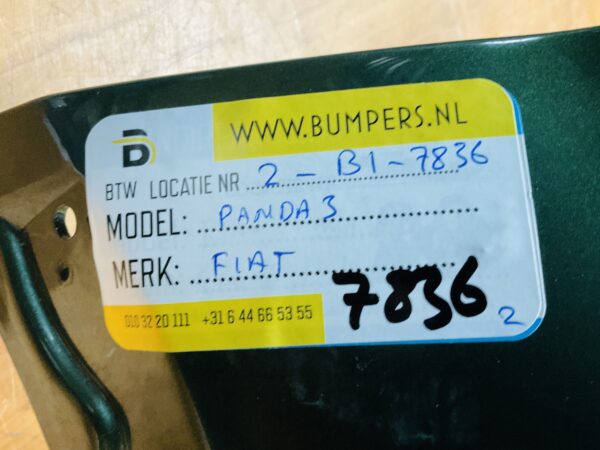 WWW.BUMPERS.NL
B
BTW LOCATIE NR 2 - B1 - 7836
MODEL: PANDA 3
MERK: FIAT
7836 2
010 32 20 111 +31 6 44 66 53 55